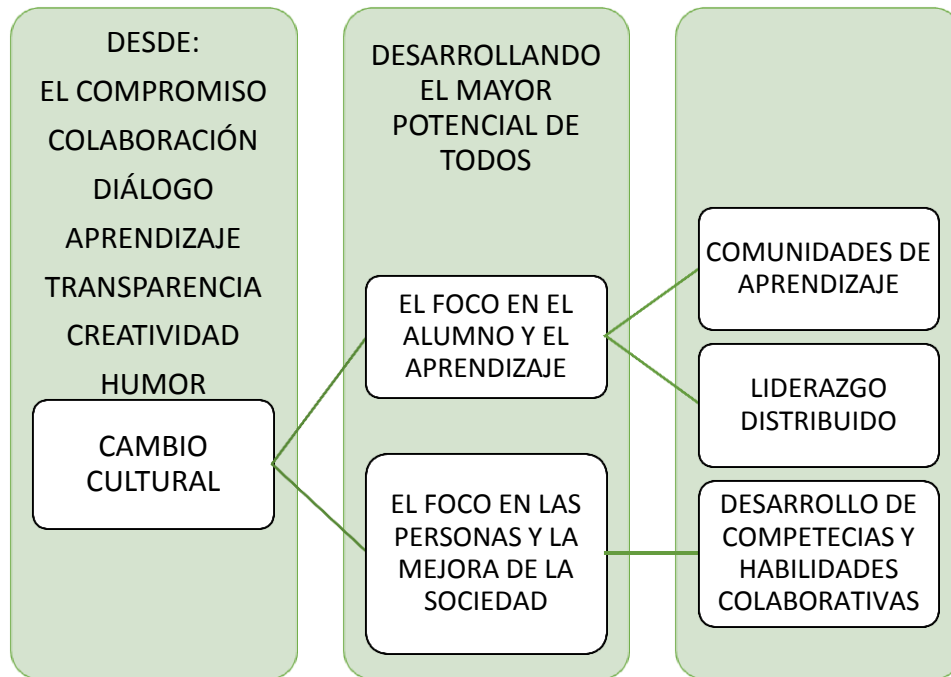 DESDE:
EL COMPROMISO
COLABORACIÓN
DIÁLOGO
APRENDIZAJE
TRANSPARENCIA
CREATIVIDAD
HUMOR
CAMBIO
CULTURAL
DESARROLLANDO
EL MAYOR
POTENCIAL DE
TODOS
EL FOCO EN EL
ALUMNO Y EL
APRENDIZAJE
EL FOCO EN LAS
PERSONAS Y LA
MEJORA DE LA
SOCIEDAD
COMUNIDADES DE
APRENDIZAJE
LIDERAZGO
DISTRIBUIDO
DESARROLLO DE
COMPETECIAS Y
HABILIDADES
COLABORATIVAS